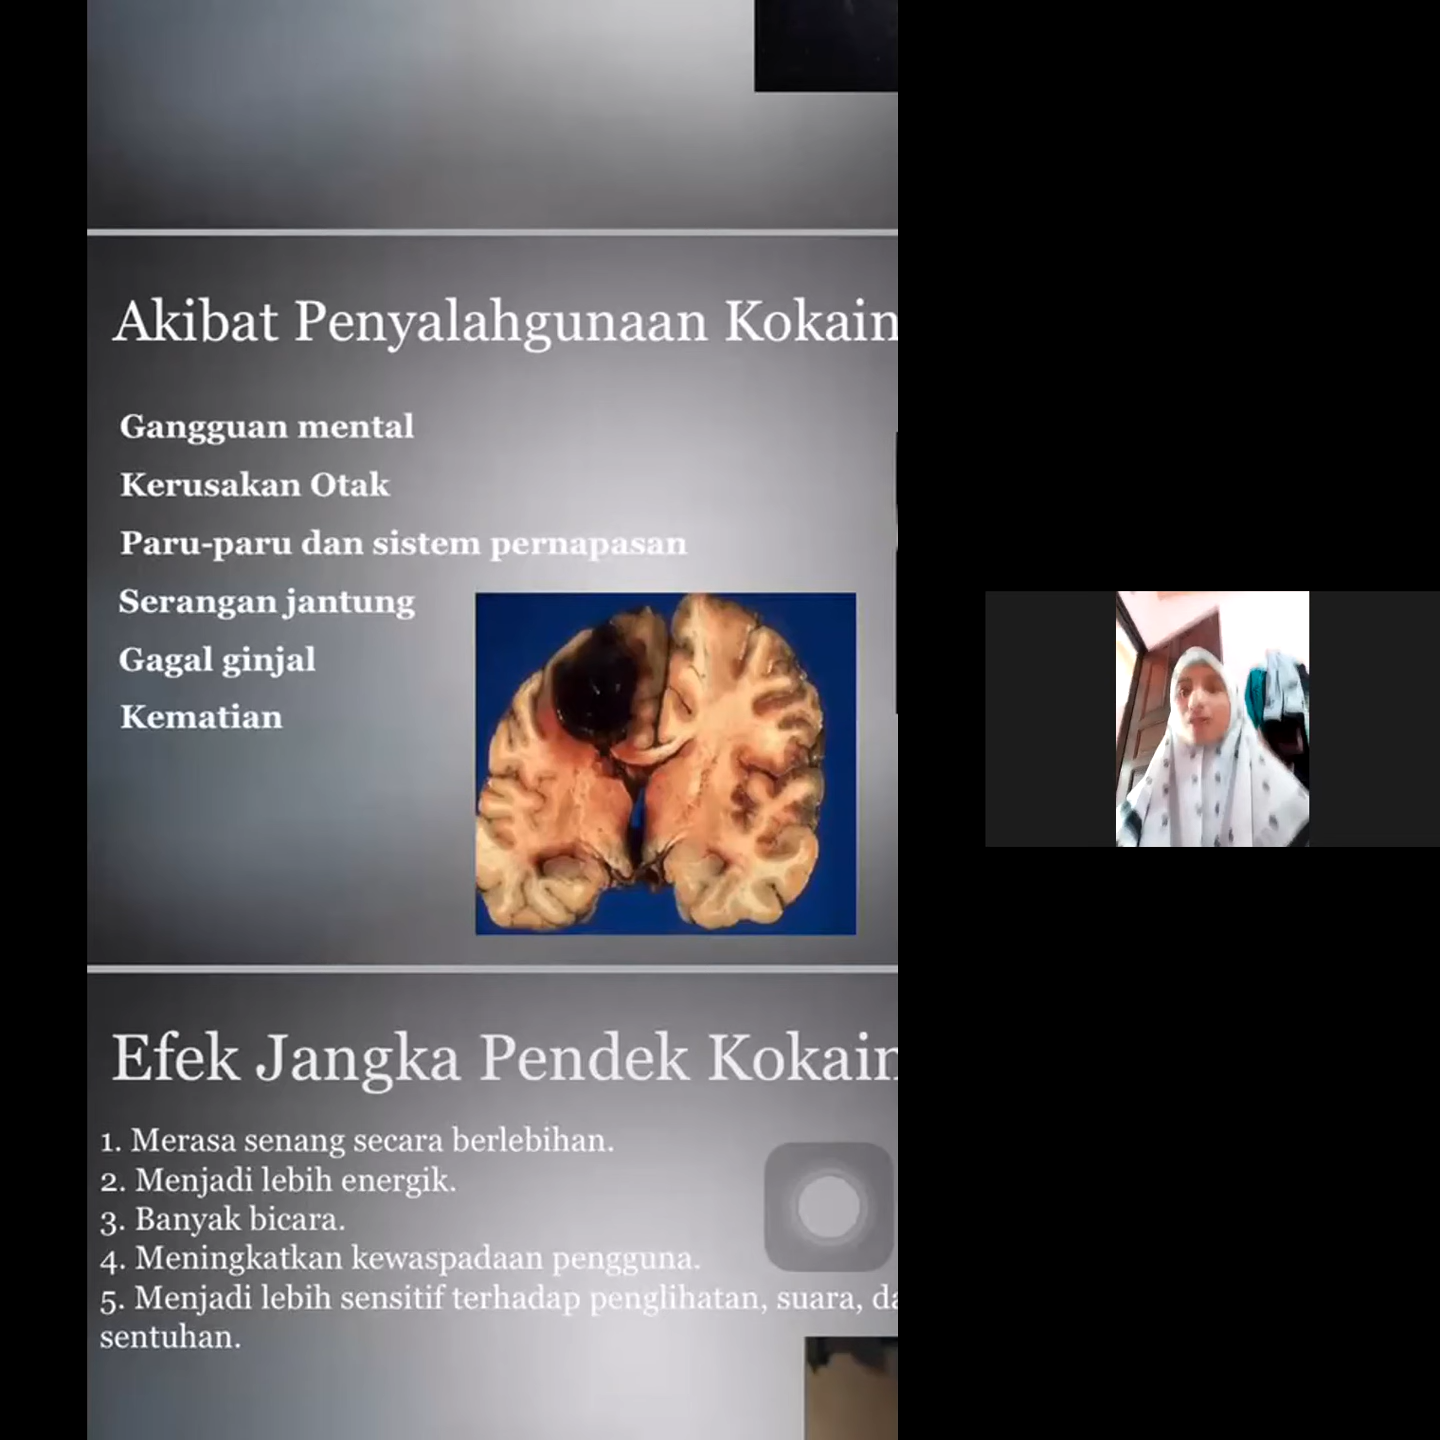 Akibat Penyalahgunaan Kokain
Gangguan mental
Kerusakan Otak
Paru-paru dan sistem pernapasan
Serangan jantung
Gagal ginjal
Kematian
Efek Jangka Pendek Kokain
1. Merasa senang secara berlebihan.
2. Menjadi lebih energik.
3. Banyak bicara.
4. Meningkatkan kewaspadaan pengguna.
5. Menjadi lebih sensitif terhadap penglihatan, suara, da
sentuhan.